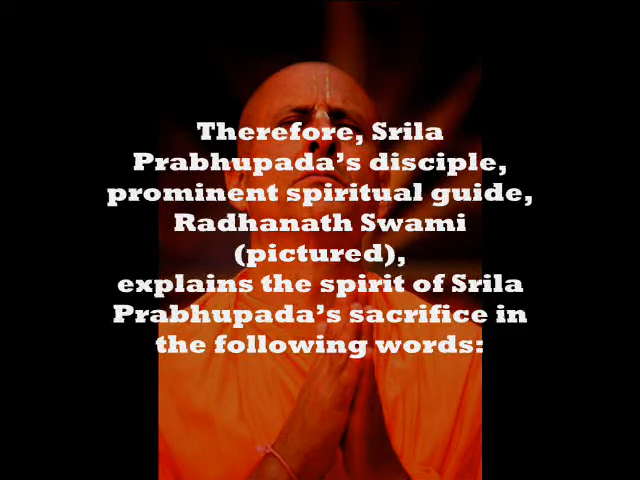 Therefore, Srila
Prabhupada's disciple,
prominent spiritual guide,
Radhanath Swami
(pictured),
explains the spirit of Srila
Prabhupada's sacrifice in
the following words: